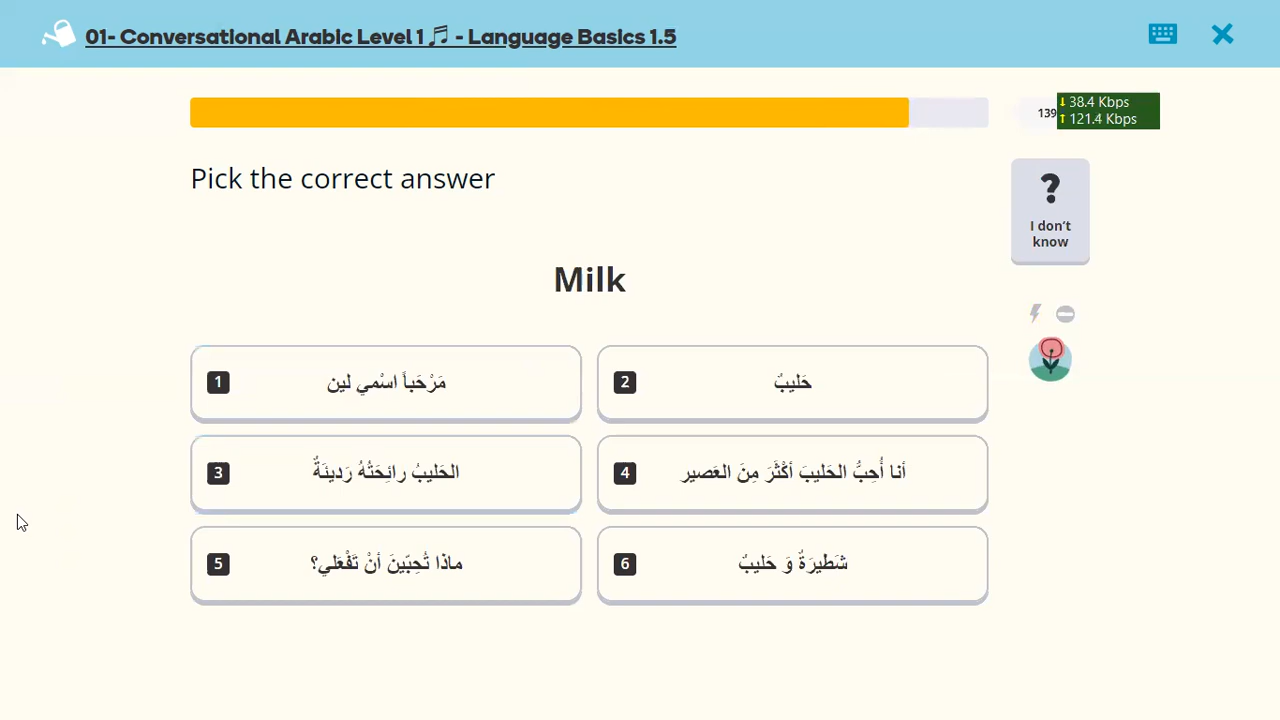 01- Conversational Arabic Level 1 🎵 - Language Basics 1.5
139
↓ 38.4 Kbps
↑ 121.4 Kbps
Pick the correct answer
?
I don't
know
Milk
1 مَرْحَباً اسْمي لين
2 حَليبٌ
3 الحَليبُ رائِحَتُهُ رَدينَةٌ
4 أنا أُحِبُّ الحَليبَ أكْثَرَ مِنَ العَصير
5 ماذا تُحِبّينَ أنْ تَفْعَلي؟
6 شَطيرَةٌ وَ حَليبٌ